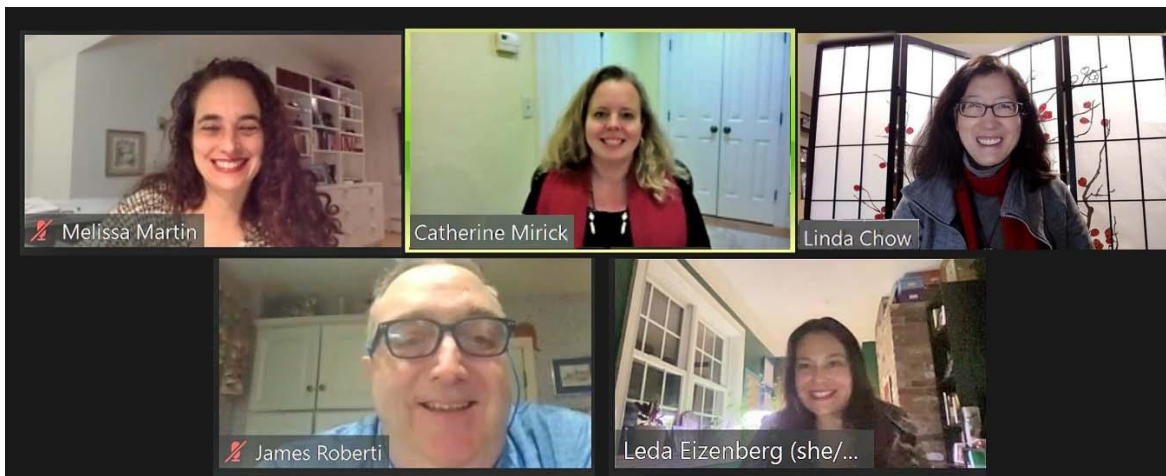 Melissa Martin
Catherine Mirick
Linda Chow
James Roberti
Leda Eizenberg (she/...